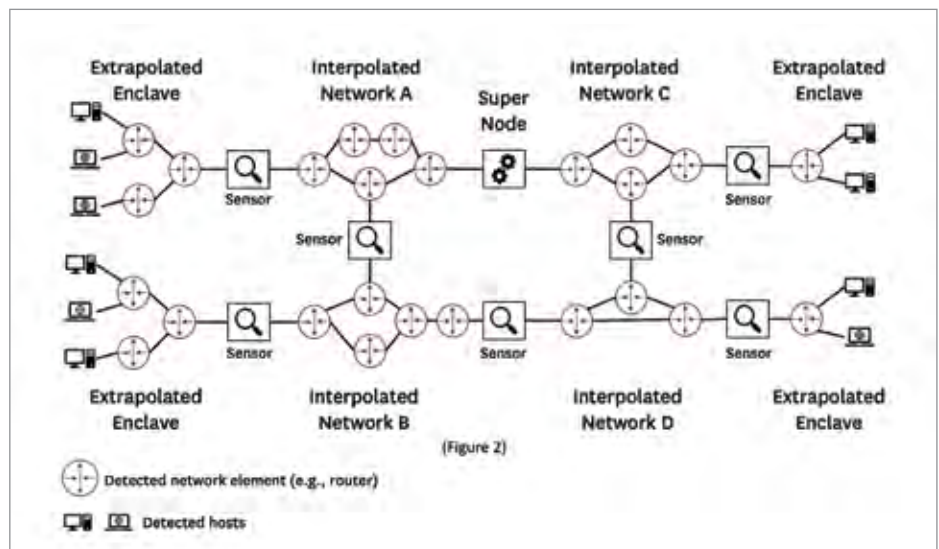 Extrapolated
Enclave
Interpolated
Network A
Super
Node
Interpolated
Network C
Extrapolated
Enclave
Sensor
Sensor
Sensor
Sensor
Sensor
Sensor
Sensor
Extrapolated
Enclave
Interpolated
Network B
Interpolated
Network D
Extrapolated
Enclave
(Figure 2)
Detected network element (e.g., router)
Detected hosts